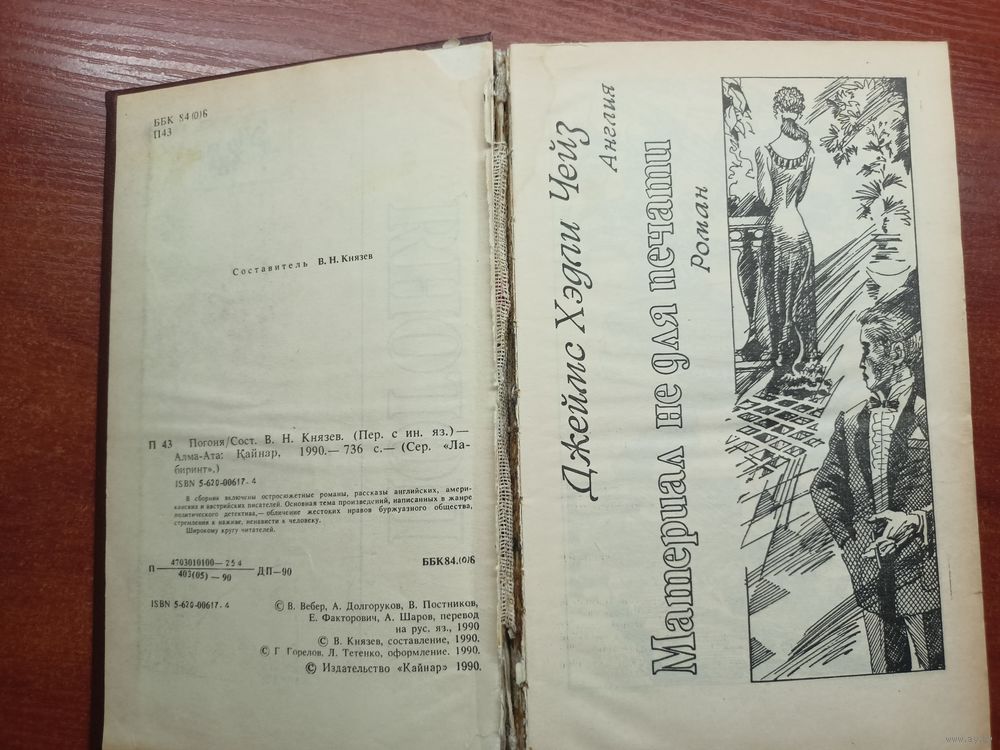 ББК 84(0)6
П43
Составитель В. Н. Князев
П 43 Погоня/Сост. В. Н. Князев. (Пер. с ин. яз.)—
Алма-Ата: Қайнар, 1990.— 736 с.— (Сер. «Ла-
биринт».)
ISBN 5-620-00617-4
В сборник включены остросюжетные романы, рассказы английских, амери-
канских и австрийских писателей. Основная тема произведений, написанных в жанре
политического детектива,— обличение жестоких нравов буржуазного общества,
стремления к наживе, ненависти к человеку.
Широкому кругу читателей.
П 4703010100—254
403(05) — 90 ДП—90
ББК84.(0)6
ISBN 5-620-00617-4
© В. Вебер, А. Долгоруков, В. Постников,
Е. Факторович, А. Шаров, перевод
на рус. яз., 1990
© В. Князев, составление, 1990.
© Г Горелов, Л. Тетенко, оформление. 1990.
© Издательство «Кайнар» 1990.
Джеймс Хэдли Чейз
Англия
Материал не для печати
Роман
www.ay.by